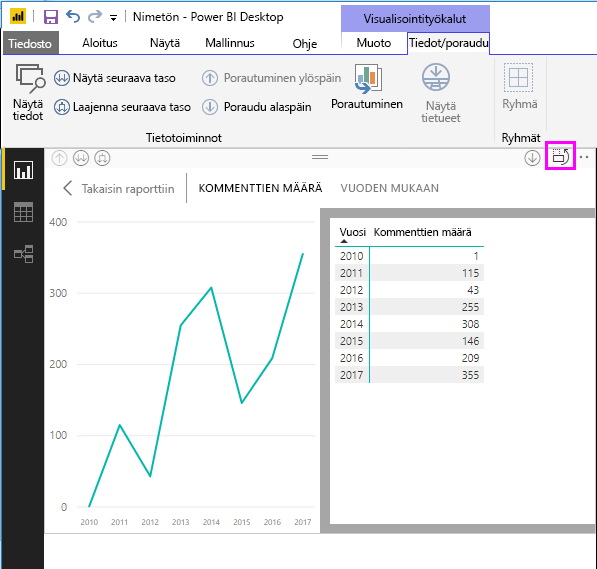 Nimetön - Power BI Desktop
Visualisointityökalut
Tiedosto Aloitus Näytä Mallinnus Ohje Muoto Tiedot/poraudu
Näytä tiedot
Näytä seuraava taso
Laajenna seuraava taso
Porautuminen ylöspäin
Poraudu alaspäin
Porautuminen
Näytä tietueet
Ryhmä
Tietotoiminnot
Ryhmät
Takaisin raporttiin KOMMENTTIEN MÄÄRÄ VUODEN MUKAAN
400
300
200
100
0
2010 2011 2012 2013 2014 2015 2016 2017
Vuosi Kommenttien määrä
2010 1
2011 115
2012 43
2013 255
2014 308
2015 146
2016 209
2017 355